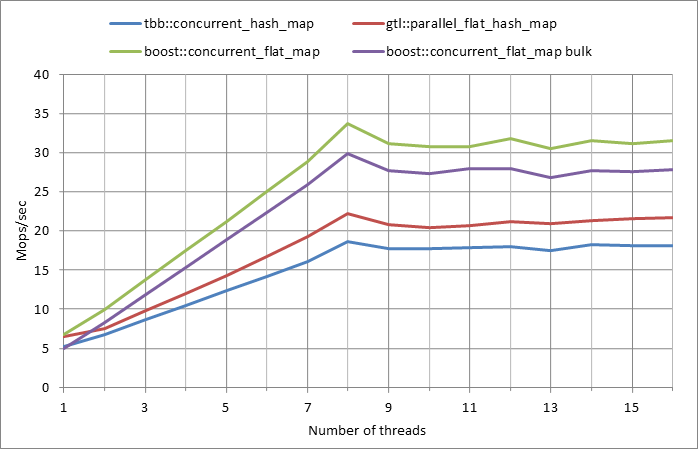 tbb::concurrent_hash_map gtl::parallel_flat_hash_map
boost::concurrent_flat_map boost::concurrent_flat_map bulk
40
35
30
25
20
15
10
5
0
Mops/sec
1 3 5 7 9 11 13 15
Number of threads